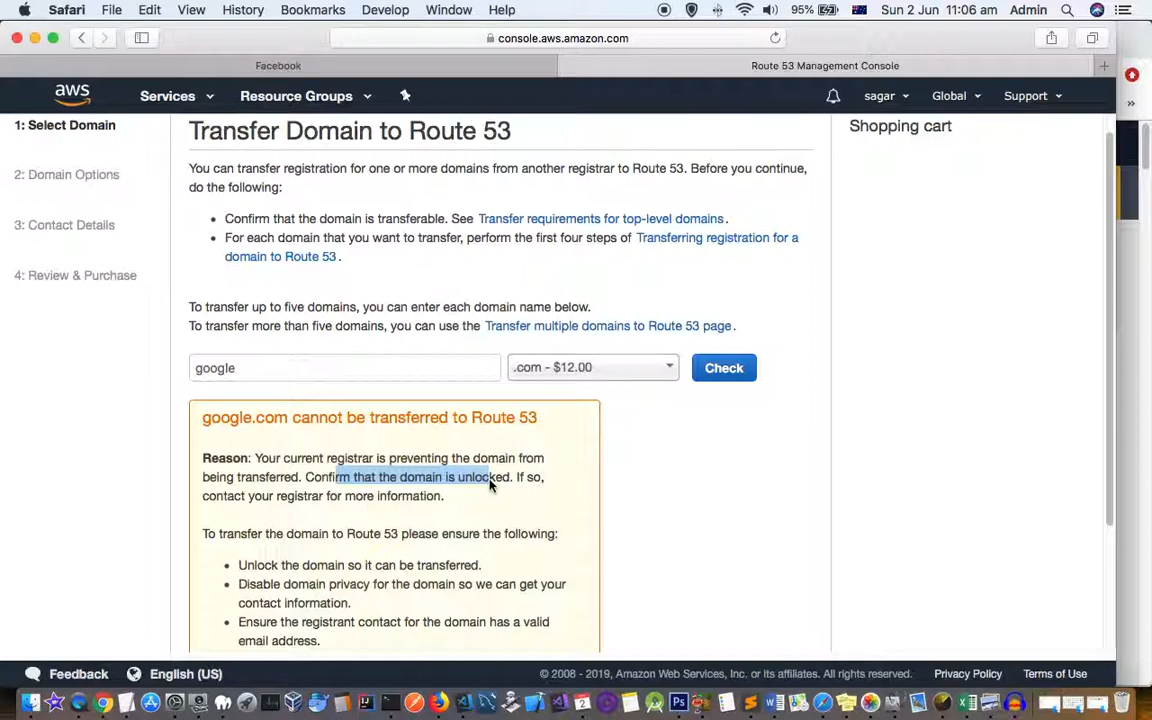 Safari File Edit View History Bookmarks Develop Window Help 95% Sun 2 Jun 11:06 am Admin
console.aws.amazon.com
Facebook Route 53 Management Console
aws Services Resource Groups sagar Global Support
1: Select Domain
2: Domain Options
3: Contact Details
4: Review & Purchase
Transfer Domain to Route 53
You can transfer registration for one or more domains from another registrar to Route 53. Before you continue,
do the following:
• Confirm that the domain is transferable. See Transfer requirements for top-level domains.
• For each domain that you want to transfer, perform the first four steps of Transferring registration for a
domain to Route 53.
To transfer up to five domains, you can enter each domain name below.
To transfer more than five domains, you can use the Transfer multiple domains to Route 53 page.
google .com - $12.00 Check
google.com cannot be transferred to Route 53
Reason: Your current registrar is preventing the domain from
being transferred. Confirm that the domain is unlocked. If so,
contact your registrar for more information.
To transfer the domain to Route 53 please ensure the following:
• Unlock the domain so it can be transferred.
• Disable domain privacy for the domain so we can get your
contact information.
• Ensure the registrant contact for the domain has a valid
email address.
Shopping cart
Feedback English (US) © 2008 - 2019, Amazon Web Services, Inc. or its affiliates. All rights reserved. Privacy Policy Terms of Use